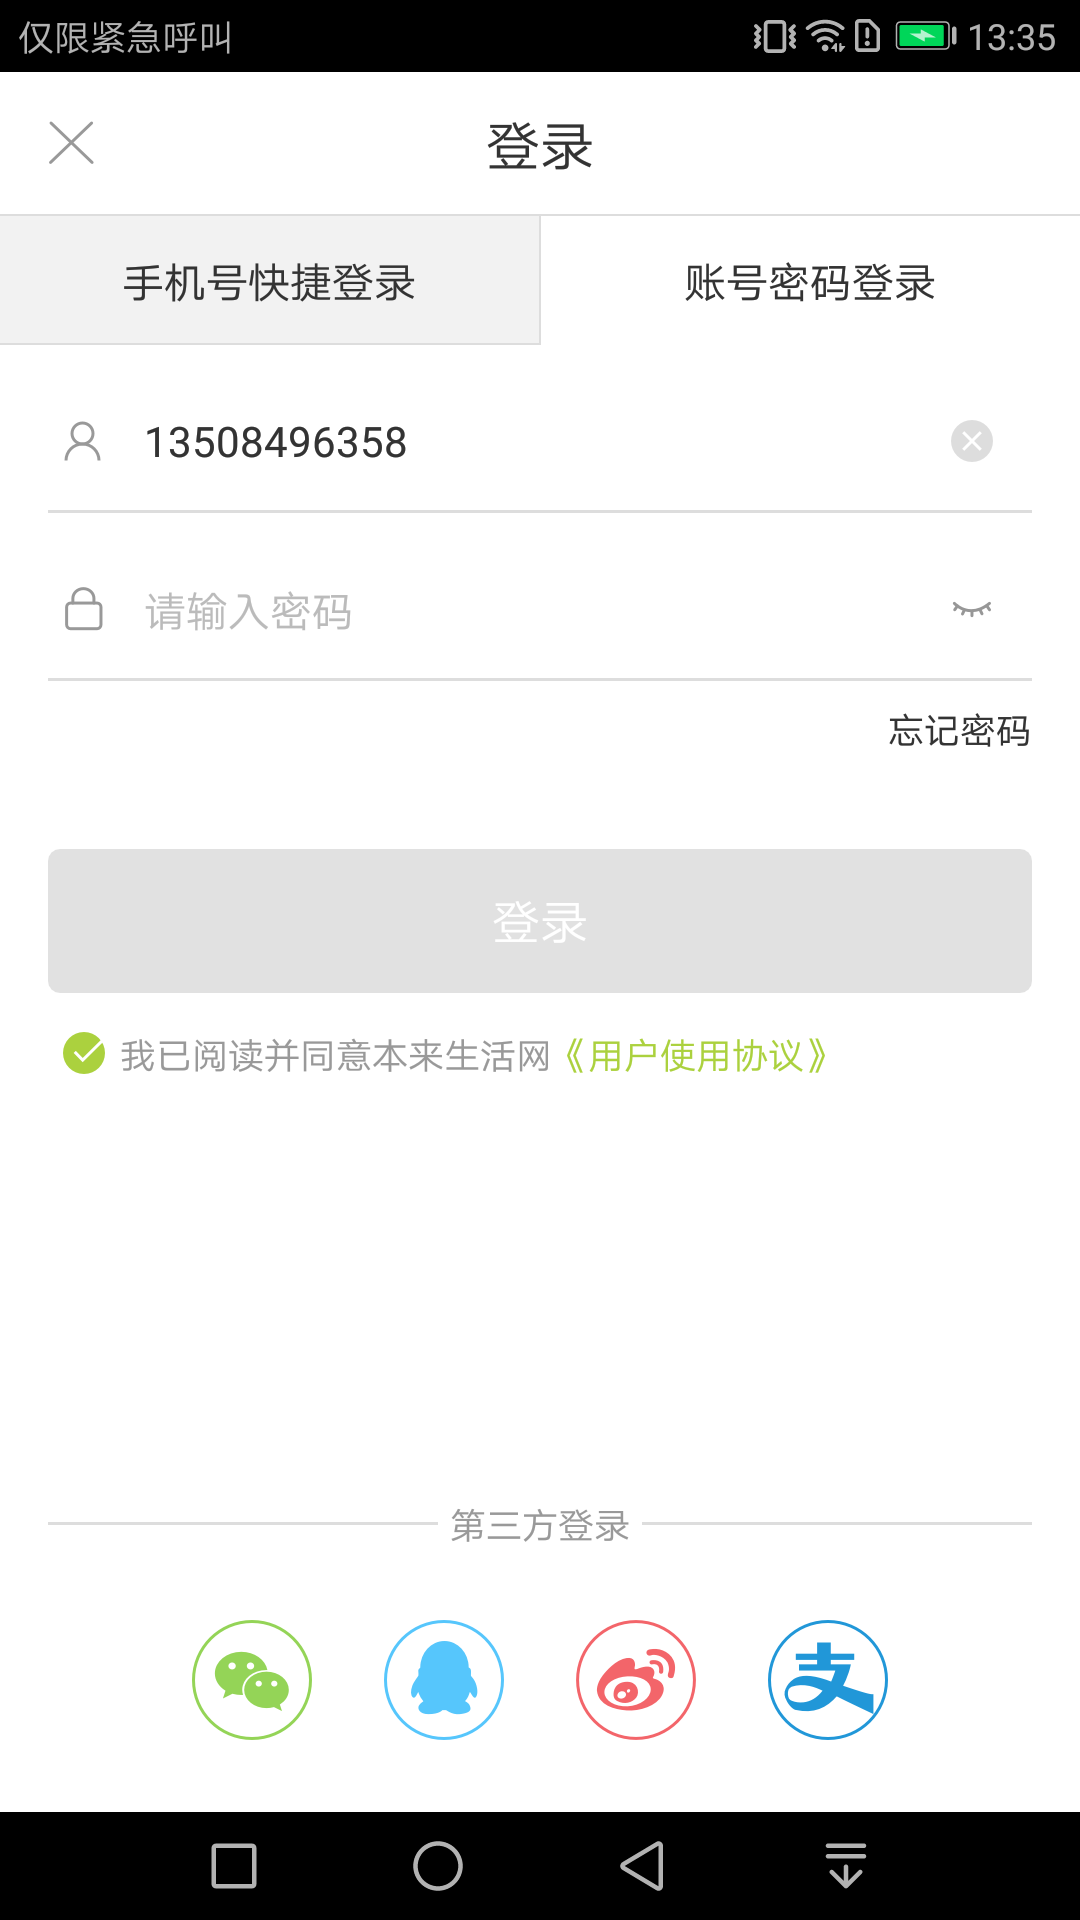 仅限紧急呼叫 13:35
登录
手机号快捷登录 账号密码登录
13508496358
请输入密码
忘记密码
登录
我已阅读并同意本来生活网《用户使用协议》
第三方登录
支